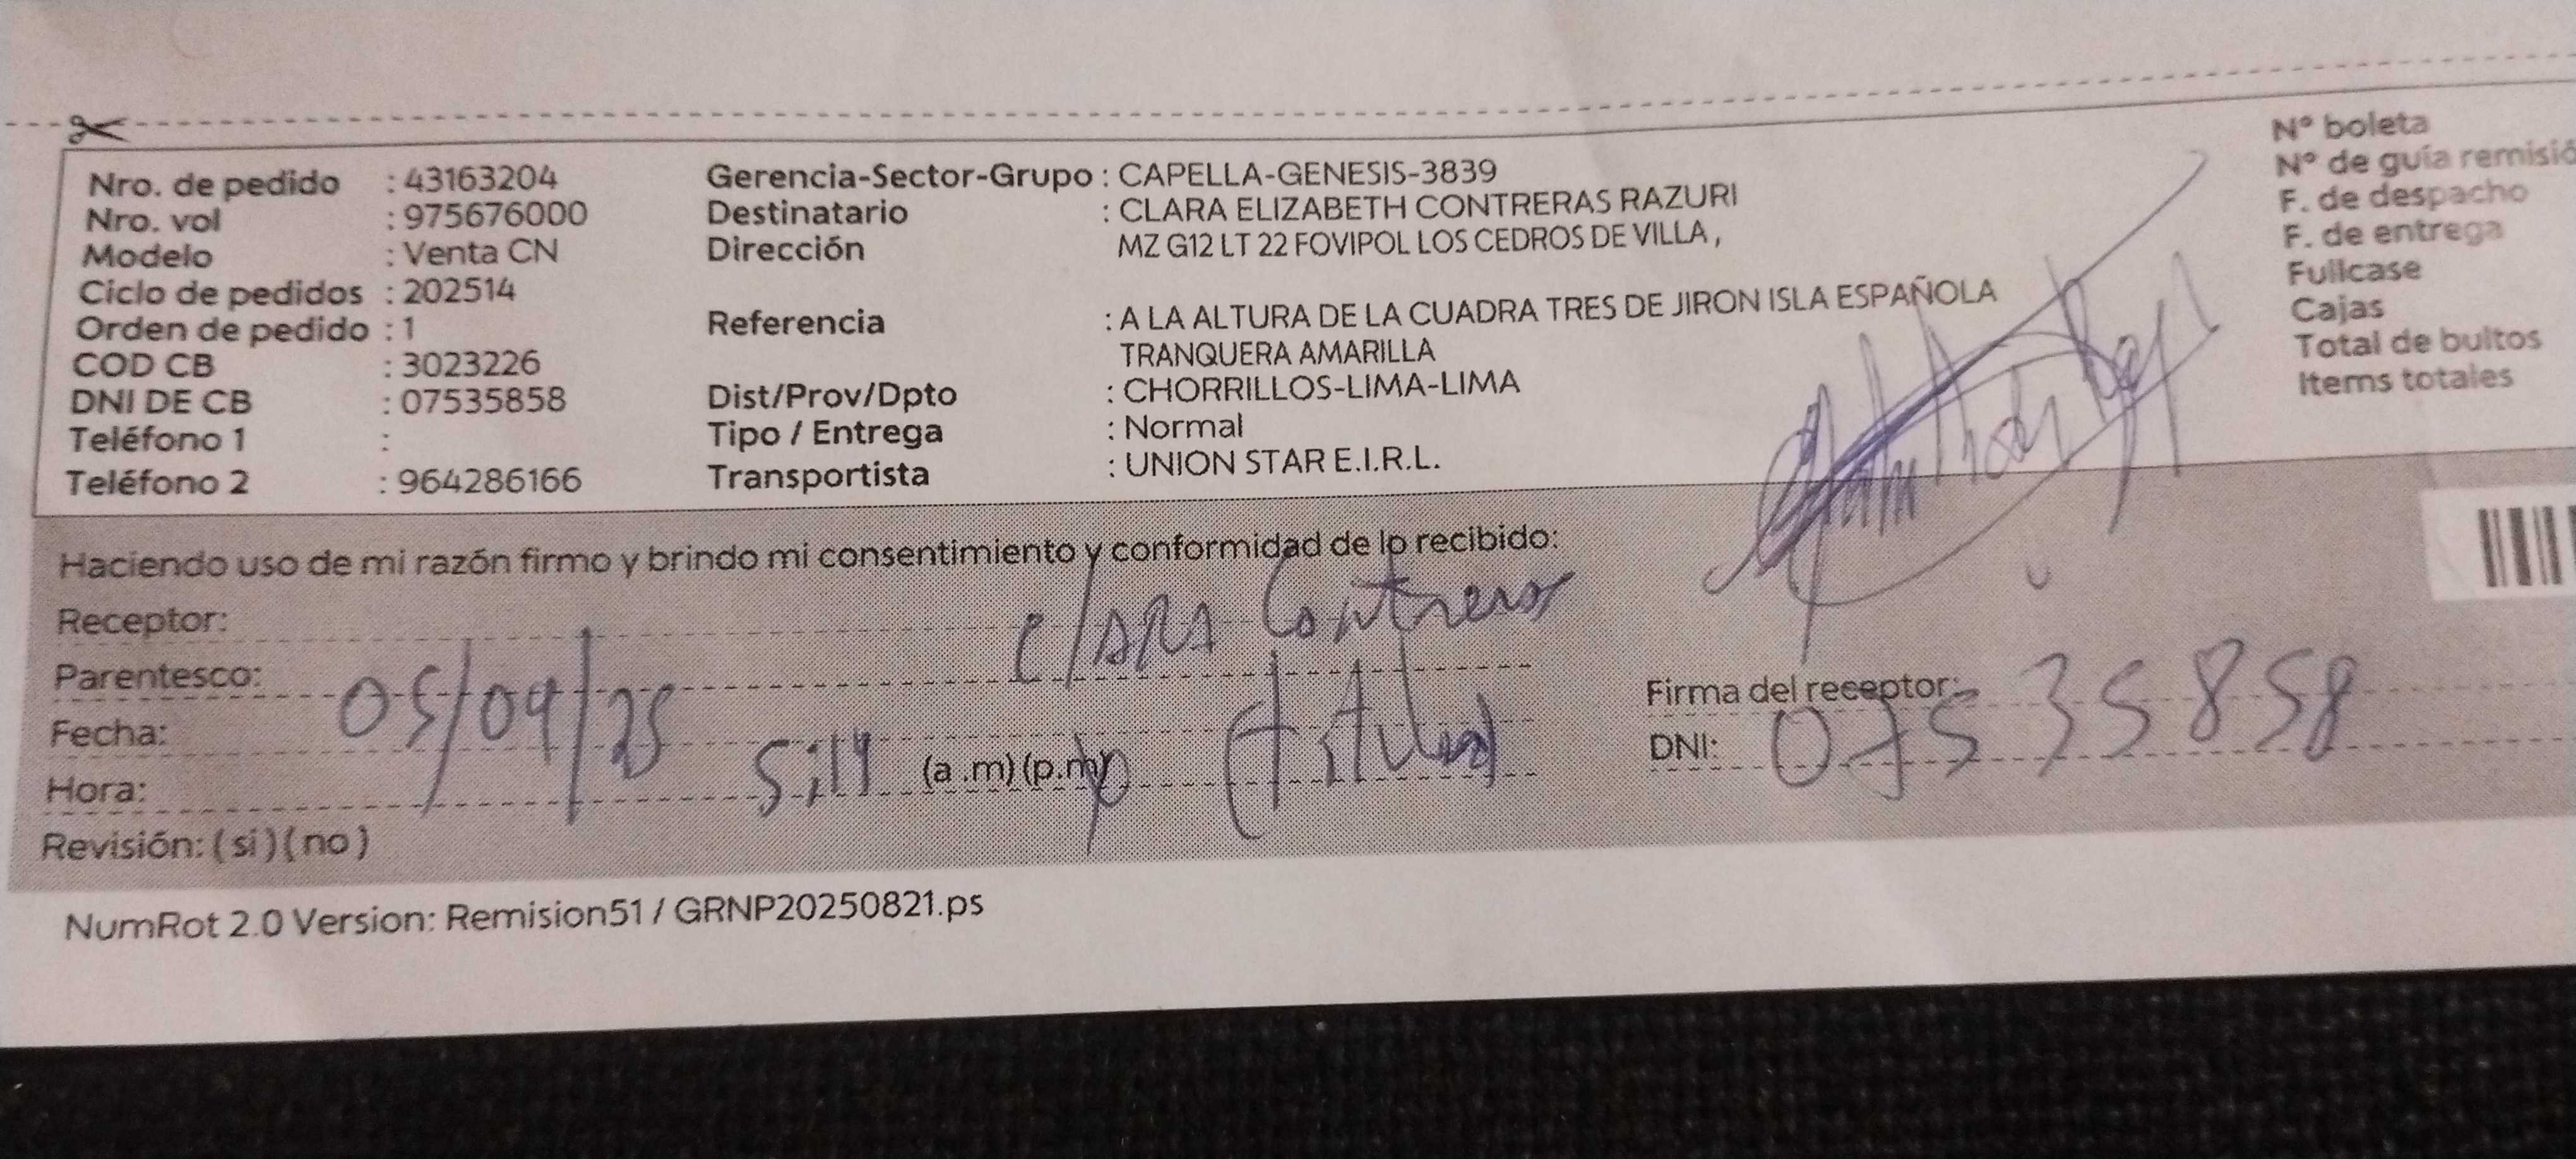 Nro. de pedido : 43163204
Nro. vol : 975676000
Modelo : Venta CN
Ciclo de pedidos : 202514
Orden de pedido : 1
COD CB : 3023226
DNI DE CB : 07535858
Teléfono 1 :
Teléfono 2 : 964286166
Gerencia-Sector-Grupo : CAPELLA-GENESIS-3839
Destinatario : CLARA ELIZABETH CONTRERAS RAZURI
Dirección MZ G12 LT 22 FOVIPOL LOS CEDROS DE VILLA ,
Referencia : A LA ALTURA DE LA CUADRA TRES DE JIRON ISLA ESPAÑOLA
TRANQUERA AMARILLA
Dist/Prov/Dpto : CHORRILLOS-LIMA-LIMA
Tipo / Entrega : Normal
Transportista : UNION STAR E.I.R.L.
Nº boleta
Nº de guía remisió
F. de despacho
F. de entrega
Fullcase
Cajas
Total de bultos
Items totales
Haciendo uso de mi razón firmo y brindo mi consentimiento y conformidad de lo recibido:
Receptor: Clara Contreras
Parentesco: (titular)
Fecha: 05/09/25
Hora: (a .m) (p.m)
Revisión: ( si ) ( no )
Firma del receptor:
DNI: 07535858
NumRot 2.0 Version: Remision51 / GRNP20250821.ps